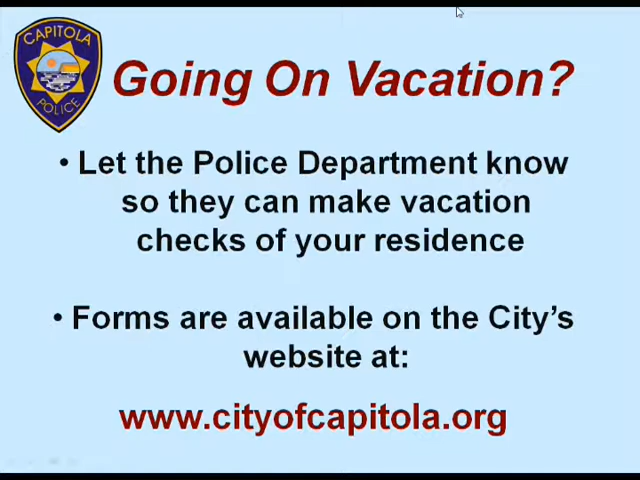 CAPITOLA
POLICE
Going On Vacation?
• Let the Police Department know
so they can make vacation
checks of your residence
• Forms are available on the City's
website at:
www.cityofcapitola.org